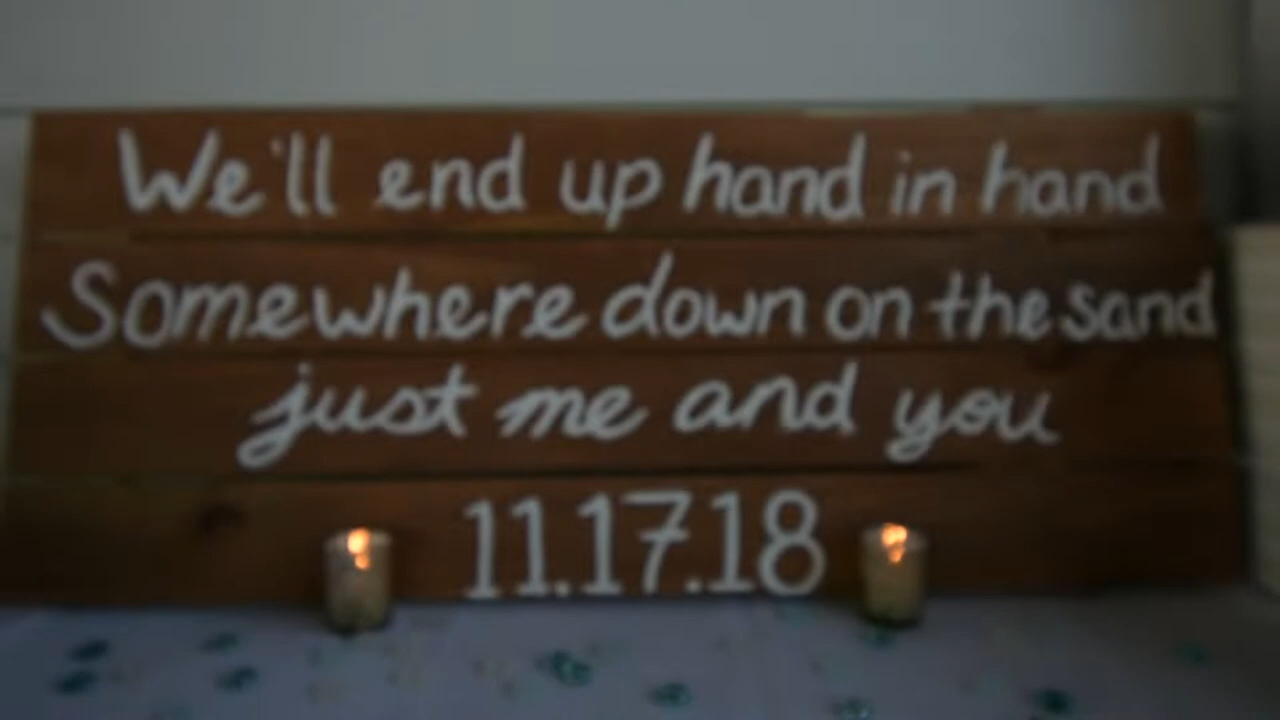 We'll end up hand in hand
Somewhere down on the sand
just me and you
11.17.18